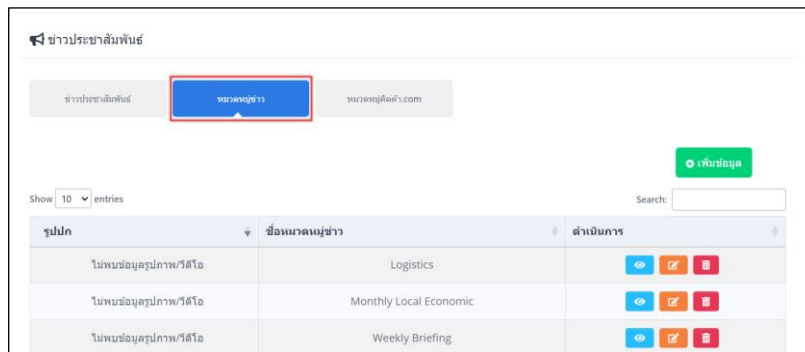 ข่าวประชาสัมพันธ์
ข่าวประชาสัมพันธ์ หมวดหมู่ข่าว หมวดหมู่คิดค้า.com
เพิ่มข้อมูล
Show 10 entries Search:
รูปปก ชื่อหมวดหมู่ข่าว ดำเนินการ
ไม่พบข้อมูลรูปภาพ/วีดีโอ Logistics
ไม่พบข้อมูลรูปภาพ/วีดีโอ Monthly Local Economic
ไม่พบข้อมูลรูปภาพ/วีดีโอ Weekly Briefing